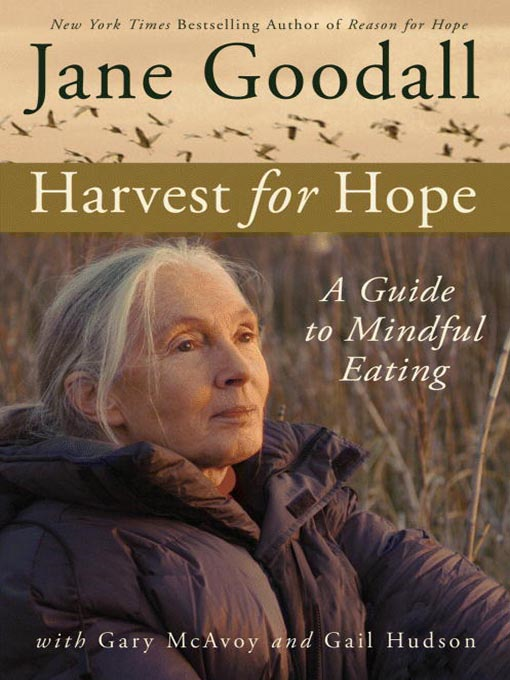 New York Times Bestselling Author of Reason for Hope
Jane Goodall
Harvest for Hope
A Guide
to Mindful
Eating
with Gary McAvoy and Gail Hudson